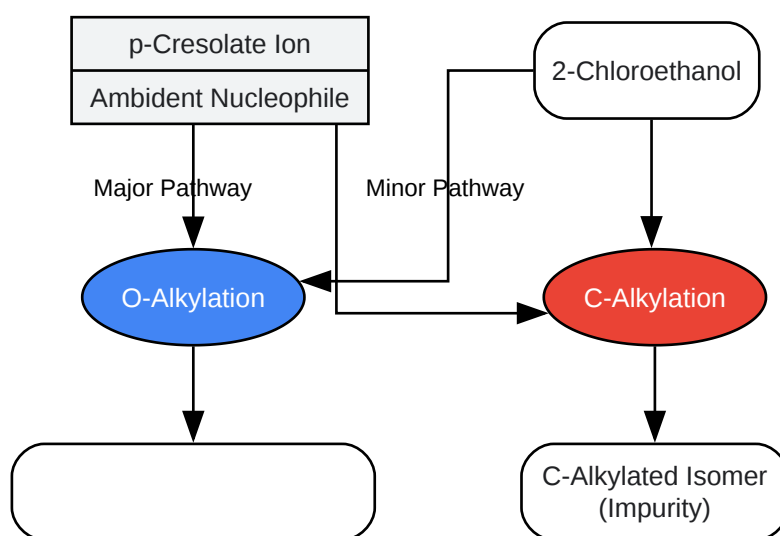 p-Cresolate Ion
Ambident Nucleophile
2-Chloroethanol
Major Pathway
Minor Pathway
O-Alkylation
C-Alkylation
C-Alkylated Isomer
(Impurity)